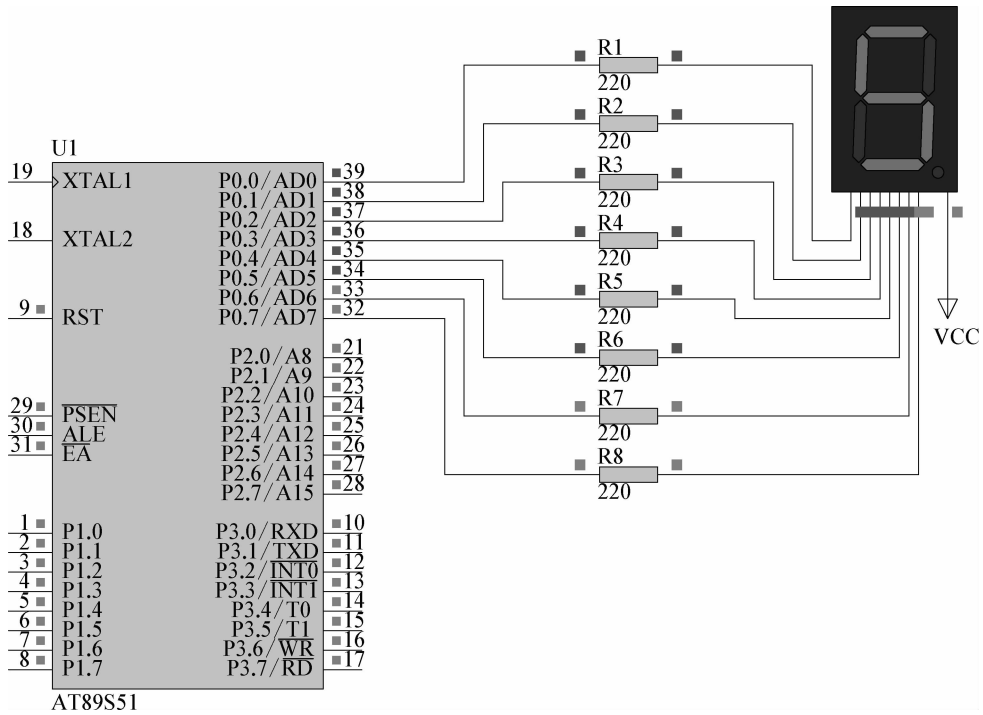 R1
220
R2
220
R3
220
R4
220
R5
220
R6
220
R7
220
R8
220
VCC
U1
19 XTAL1
18 XTAL2
9 RST
29 PSEN
30 ALE
31 EA
1 P1.0
2 P1.1
3 P1.2
4 P1.3
5 P1.4
6 P1.5
7 P1.6
8 P1.7
P0.0/AD0 39
P0.1/AD1 38
P0.2/AD2 37
P0.3/AD3 36
P0.4/AD4 35
P0.5/AD5 34
P0.6/AD6 33
P0.7/AD7 32
P2.0/A8 21
P2.1/A9 22
P2.2/A10 23
P2.3/A11 24
P2.4/A12 25
P2.5/A13 26
P2.6/A14 27
P2.7/A15 28
P3.0/RXD 10
P3.1/TXD 11
P3.2/INT0 12
P3.3/INT1 13
P3.4/T0 14
P3.5/T1 15
P3.6/WR 16
P3.7/RD 17
AT89S51